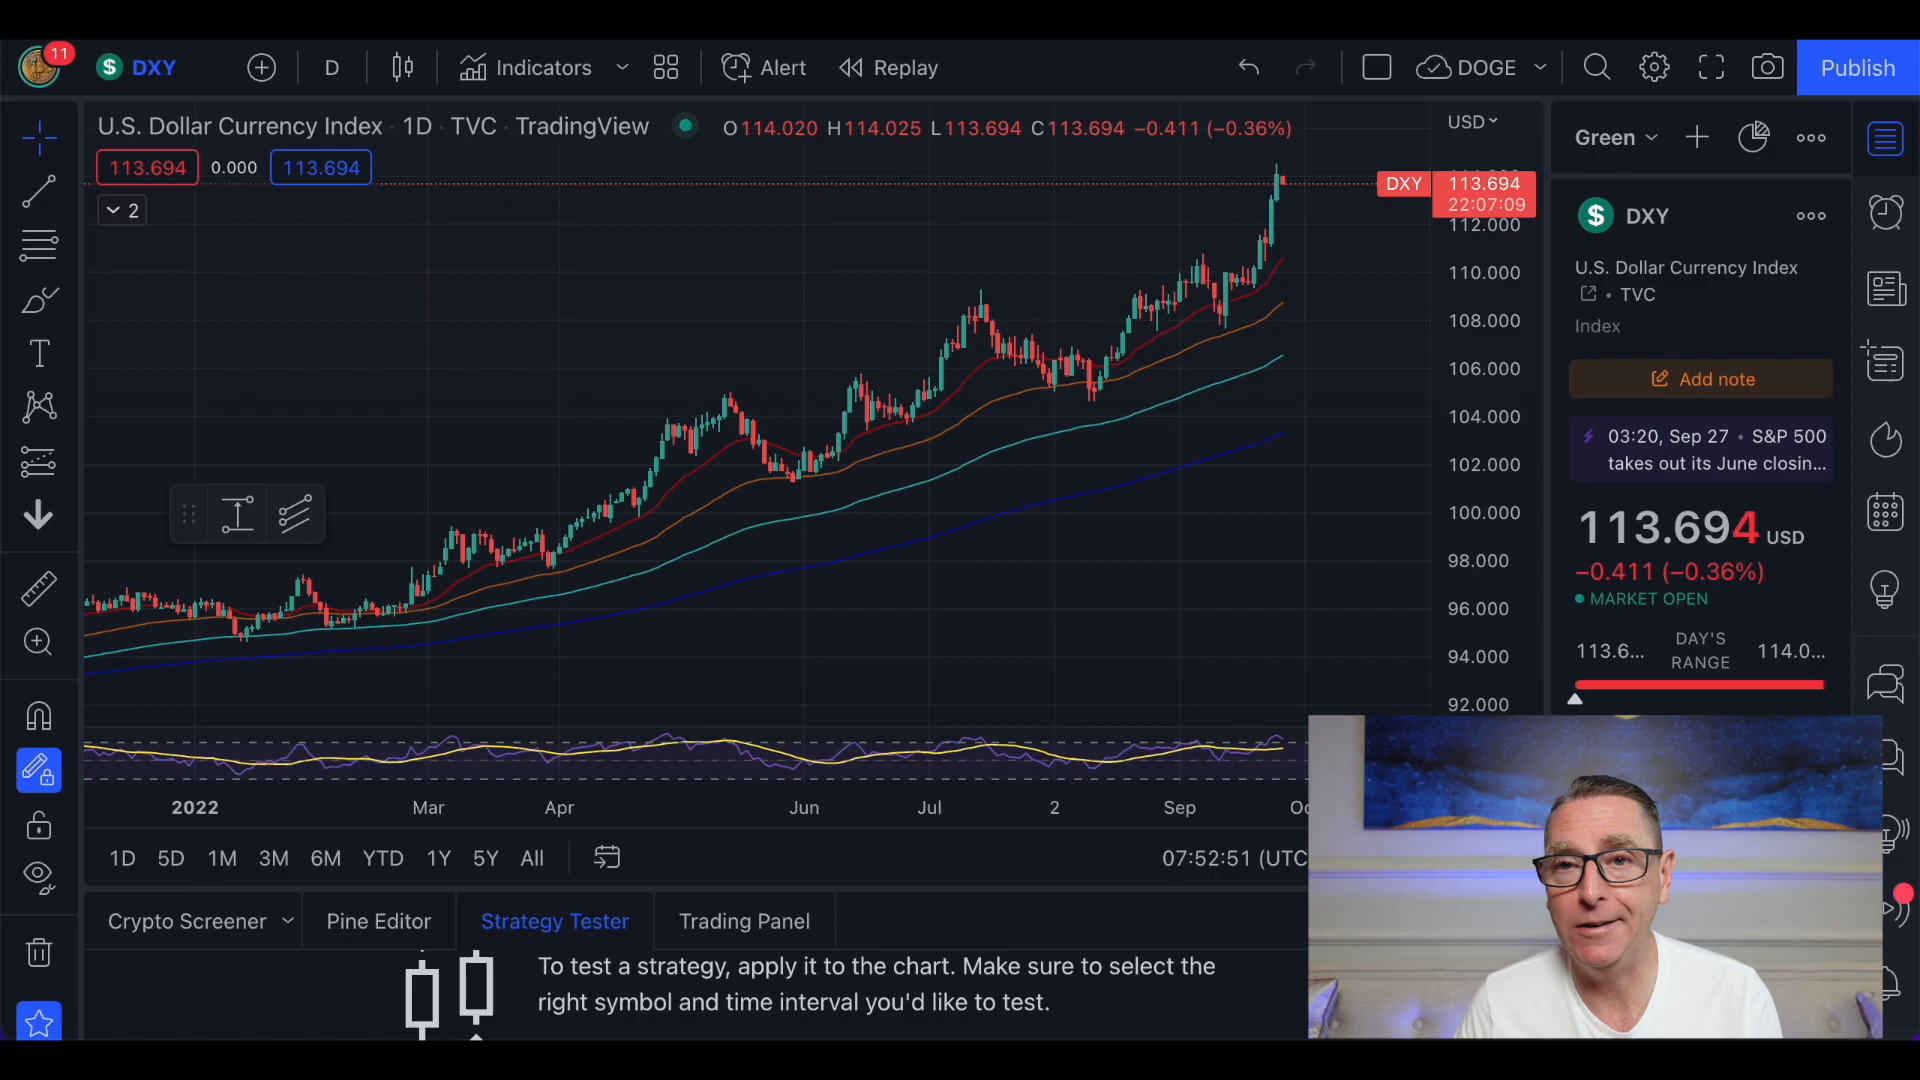 11
$ DXY
D
Indicators
Alert
Replay
DOGE
Publish
U.S. Dollar Currency Index · 1D · TVC · TradingView
O114.020 H114.025 L113.694 C113.694 −0.411 (−0.36%)
USD
113.694 0.000 113.694
2
DXY 113.694
22:07:09
112.000
110.000
108.000
106.000
104.000
102.000
100.000
98.000
96.000
94.000
92.000
2022 Mar Apr Jun Jul 2 Sep
1D 5D 1M 3M 6M YTD 1Y 5Y All
07:52:51 (UTC
Crypto Screener
Pine Editor
Strategy Tester
Trading Panel
To test a strategy, apply it to the chart. Make sure to select the
right symbol and time interval you'd like to test.
Green
$ DXY
U.S. Dollar Currency Index
• TVC
Index
Add note
03:20, Sep 27 • S&P 500
takes out its June closin...
113.694 USD
−0.411 (−0.36%)
MARKET OPEN
113.6... DAY'S 114.0...
RANGE